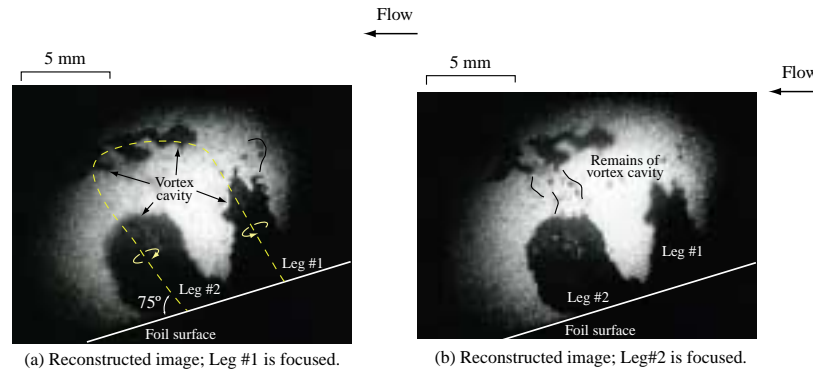 Flow
5 mm
Vortex
cavity
Leg #1
Leg #2
75º
Foil surface
(a) Reconstructed image; Leg #1 is focused.
Flow
5 mm
Remains of
vortex cavity
Leg #1
Leg #2
Foil surface
(b) Reconstructed image; Leg#2 is focused.